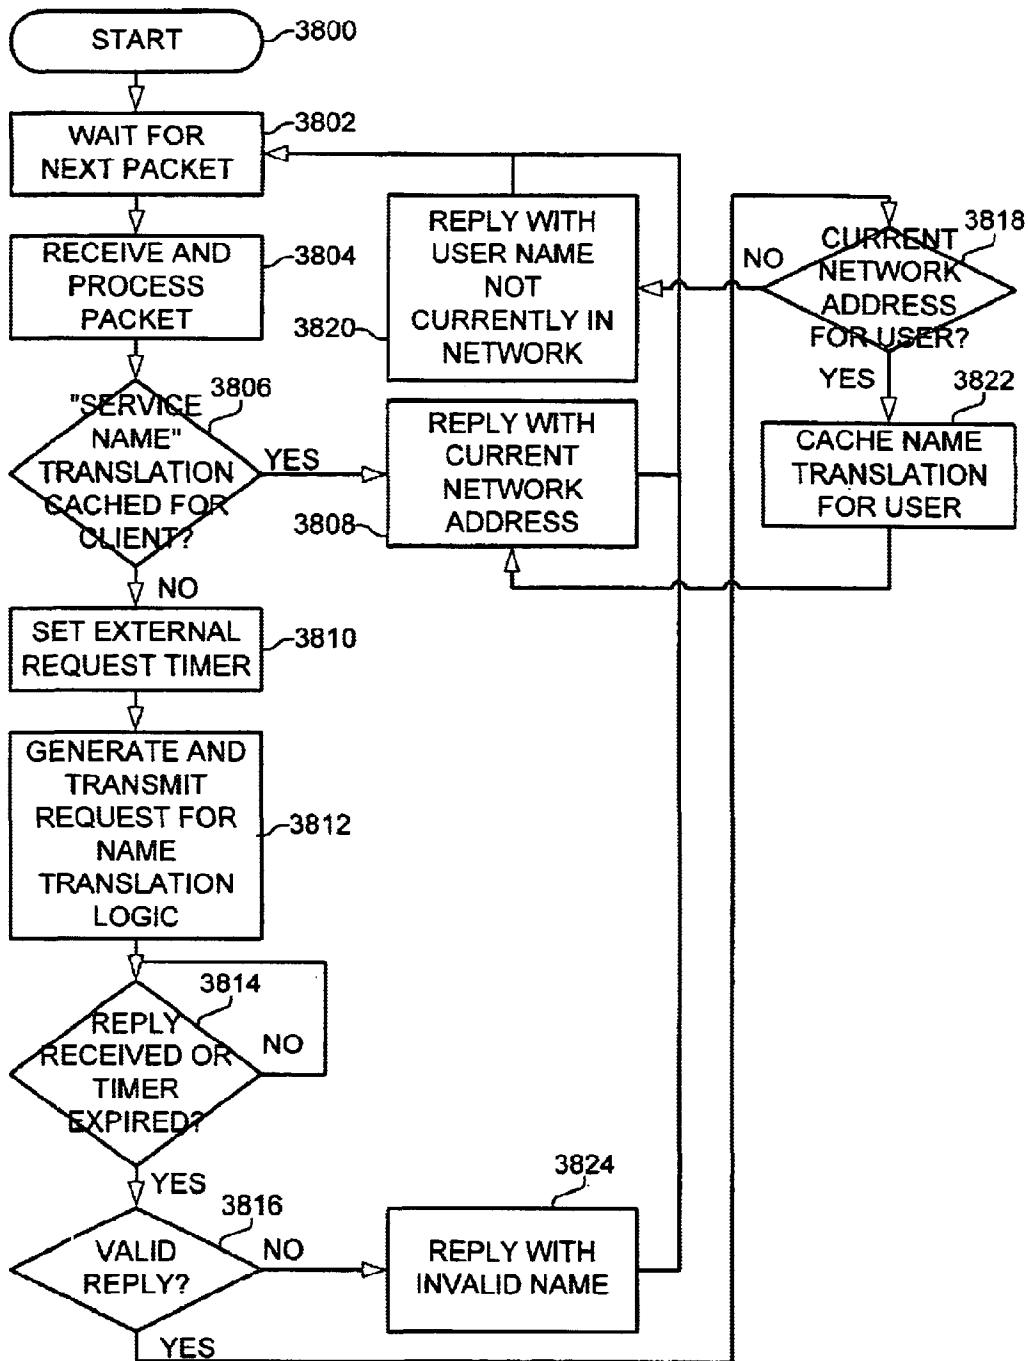 START
3800
WAIT FOR
NEXT PACKET
3802
RECEIVE AND
PROCESS
PACKET
3804
"SERVICE
NAME"
TRANSLATION
CACHED FOR
CLIENT?
3806
YES
NO
REPLY WITH
CURRENT
NETWORK
ADDRESS
3808
SET EXTERNAL
REQUEST TIMER
3810
GENERATE AND
TRANSMIT
REQUEST FOR
NAME
TRANSLATION
LOGIC
3812
REPLY
RECEIVED OR
TIMER
EXPIRED?
3814
NO
YES
VALID
REPLY?
3816
NO
YES
REPLY WITH
INVALID NAME
3824
CURRENT
NETWORK
ADDRESS
FOR USER?
3818
NO
YES
REPLY WITH
USER NAME
NOT
CURRENTLY IN
NETWORK
3820
CACHE NAME
TRANSLATION
FOR USER
3822